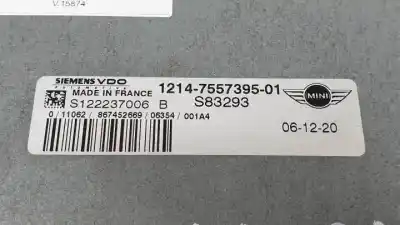 V.15874
SIEMENS VDO
Automotive
MADE IN FRANCE
1214-7557395-01
S122237006 B
S83293
MINI
0/11062/ 867452669 /06354/ 001A4
06-12-20